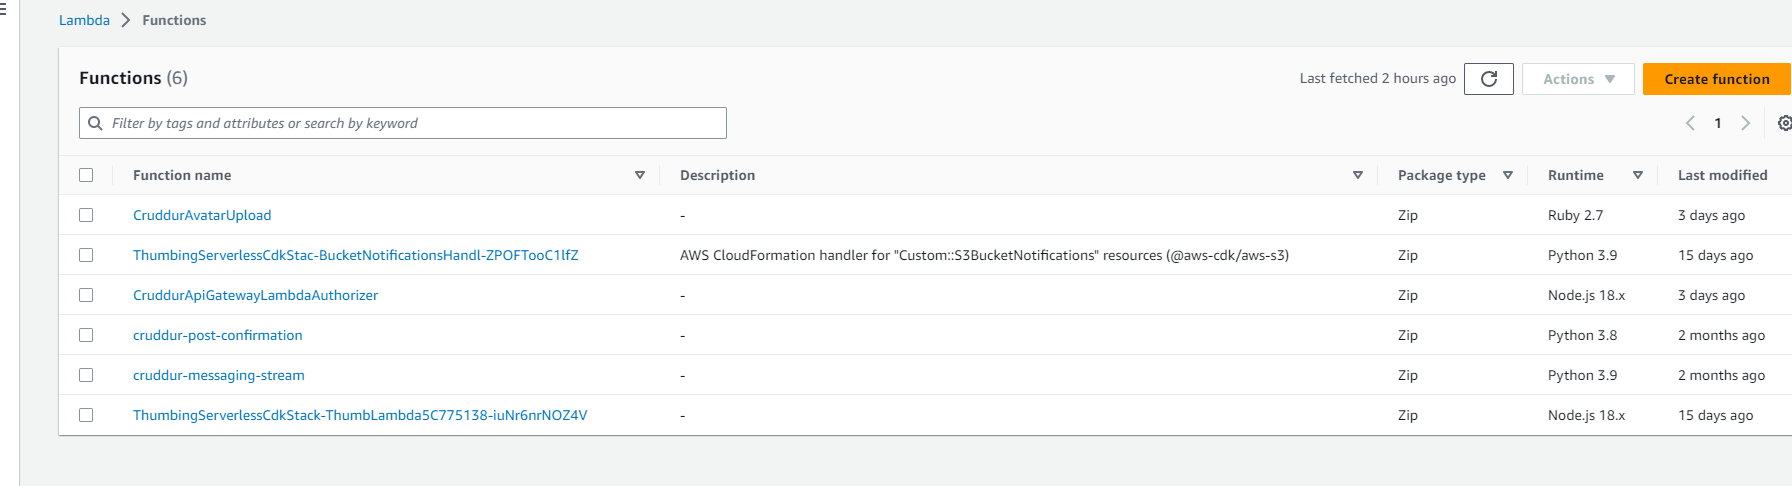 Lambda > Functions
Functions (6)
Last fetched 2 hours ago Actions Create function
Filter by tags and attributes or search by keyword
1
Function name Description Package type Runtime Last modified
CruddurAvatarUpload - Zip Ruby 2.7 3 days ago
ThumbingServerlessCdkStac-BucketNotificationsHandl-ZPOFTooC1lfZ AWS CloudFormation handler for "Custom::S3BucketNotifications" resources (@aws-cdk/aws-s3) Zip Python 3.9 15 days ago
CruddurApiGatewayLambdaAuthorizer - Zip Node.js 18.x 3 days ago
cruddur-post-confirmation - Zip Python 3.8 2 months ago
cruddur-messaging-stream - Zip Python 3.9 2 months ago
ThumbingServerlessCdkStack-ThumbLambda5C775138-iuNr6nrNOZ4V - Zip Node.js 18.x 15 days ago